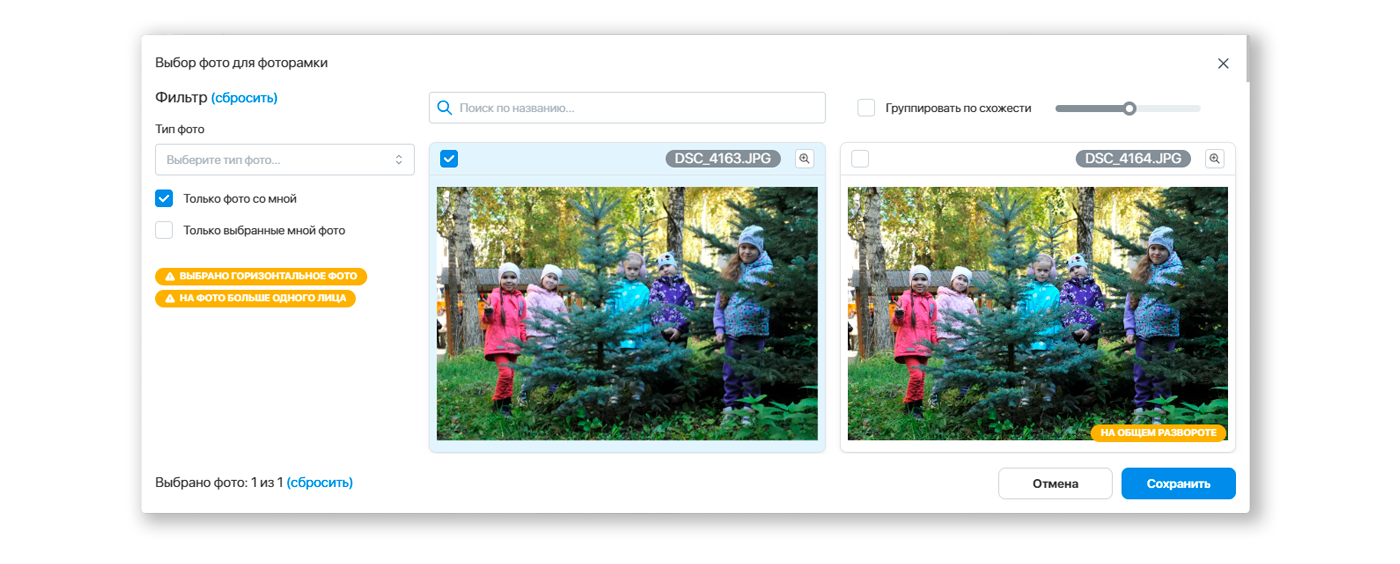 Выбор фото для фоторамки
Фильтр (сбросить)
Тип фото
Выберите тип фото...
Только фото со мной
Только выбранные мной фото
ВЫБРАНО ГОРИЗОНТАЛЬНОЕ ФОТО
НА ФОТО БОЛЬШЕ ОДНОГО ЛИЦА
Поиск по названию...
Группировать по схожести
DSC_4163.JPG
DSC_4164.JPG
НА ОБЩЕМ РАЗВОРОТЕ
Выбрано фото: 1 из 1 (сбросить)
Отмена
Сохранить